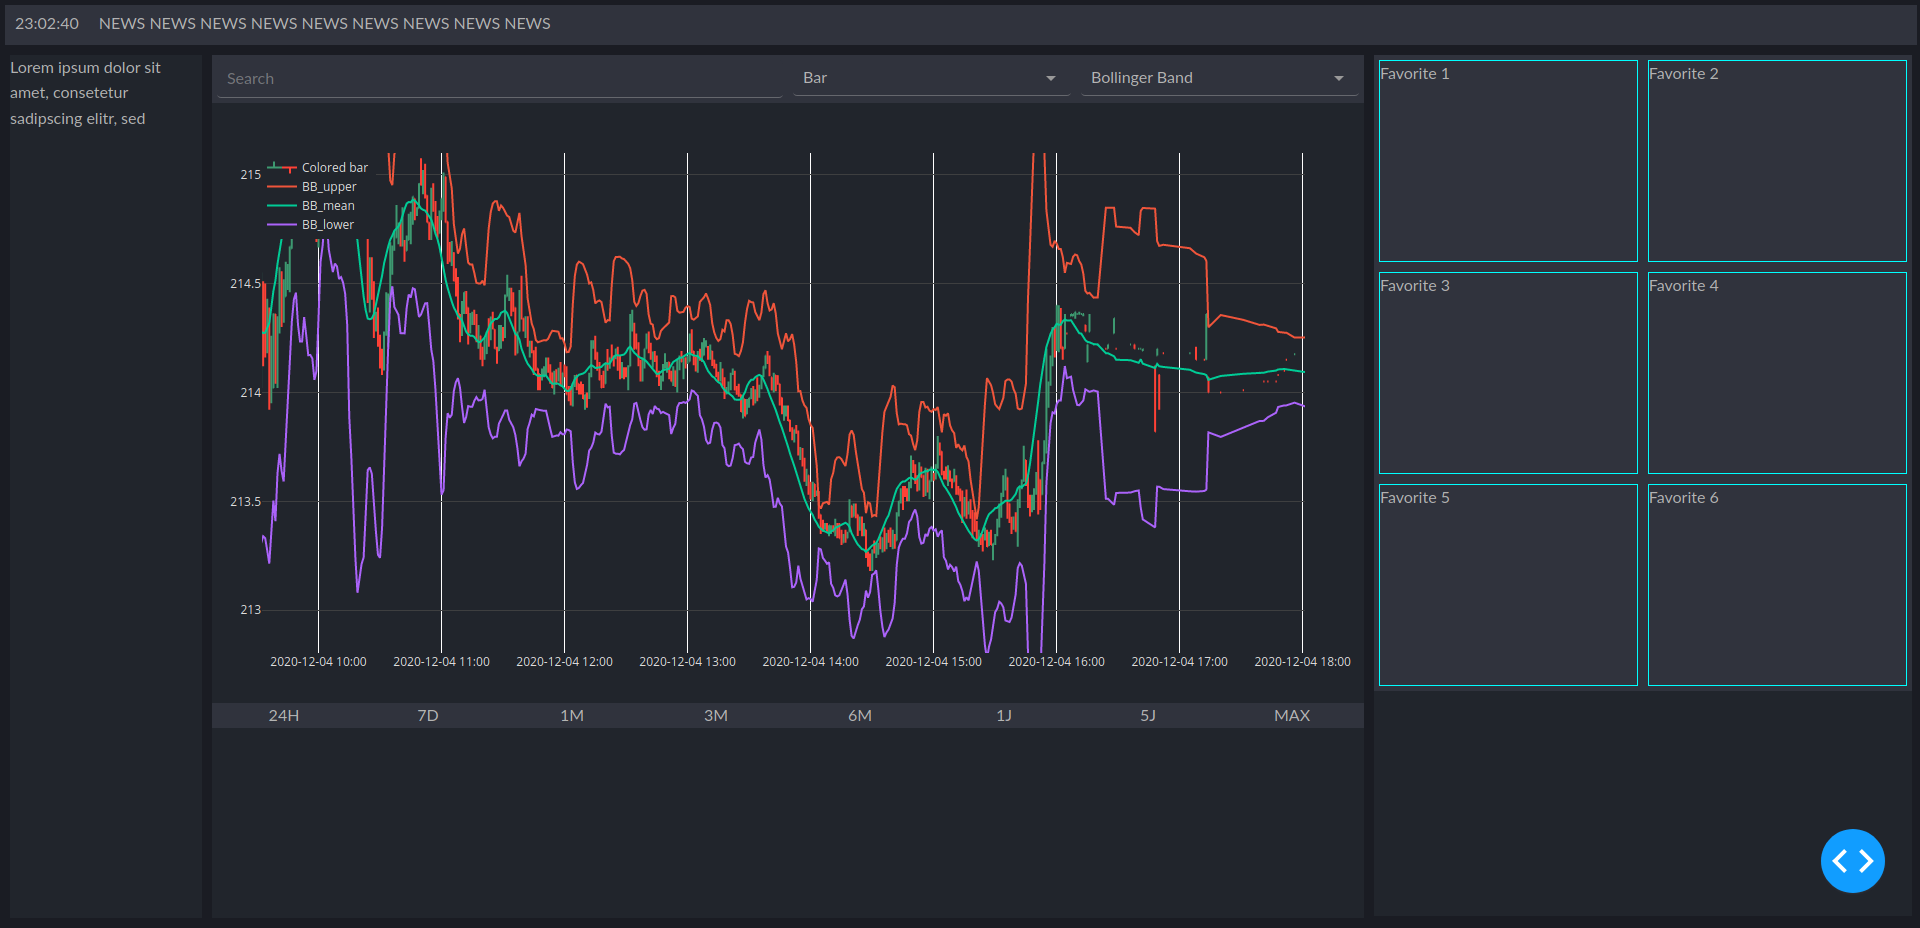 23:02:40 NEWS NEWS NEWS NEWS NEWS NEWS NEWS NEWS NEWS
Lorem ipsum dolor sit
amet, consetetur
sadipscing elitr, sed
Search Bar Bollinger Band
Colored bar
BB_upper
BB_mean
BB_lower
215
214.5
214
213.5
213
2020-12-04 10:00 2020-12-04 11:00 2020-12-04 12:00 2020-12-04 13:00 2020-12-04 14:00 2020-12-04 15:00 2020-12-04 16:00 2020-12-04 17:00 2020-12-04 18:00
24H 7D 1M 3M 6M 1J 5J MAX
Favorite 1 Favorite 2
Favorite 3 Favorite 4
Favorite 5 Favorite 6